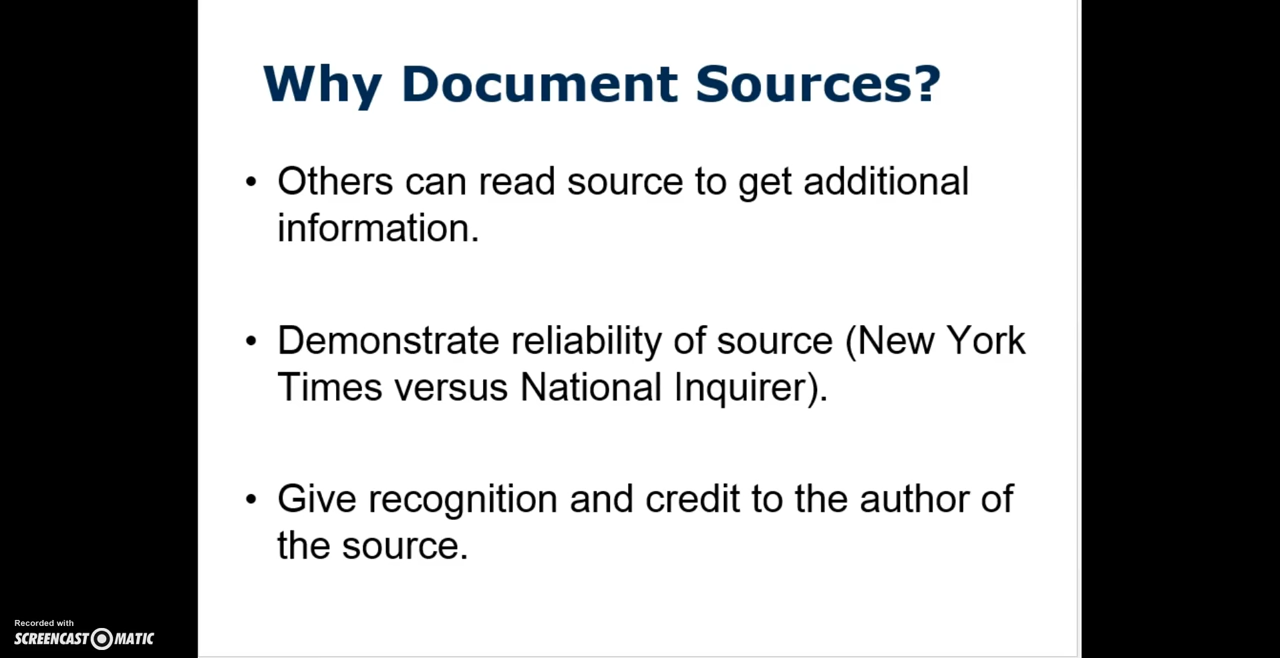 Why Document Sources?
• Others can read source to get additional
information.
• Demonstrate reliability of source (New York
Times versus National Inquirer).
• Give recognition and credit to the author of
the source.
Recorded with
SCREENCAST MATIC